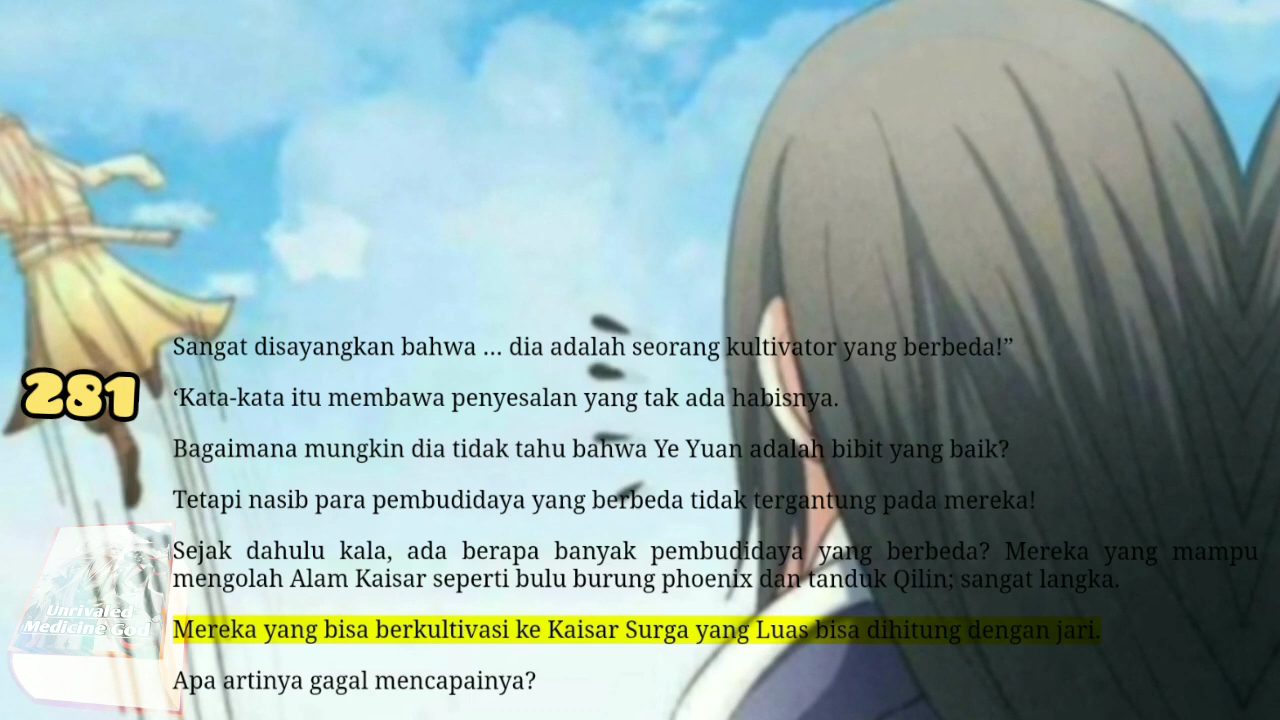 Sangat disayangkan bahwa … dia adalah seorang kultivator yang berbeda!”
281
‘Kata-kata itu membawa penyesalan yang tak ada habisnya.
Bagaimana mungkin dia tidak tahu bahwa Ye Yuan adalah bibit yang baik?
Tetapi nasib para pembudidaya yang berbeda tidak tergantung pada mereka!
Sejak dahulu kala, ada berapa banyak pembudidaya yang berbeda? Mereka yang mampu
mengolah Alam Kaisar seperti bulu burung phoenix dan tanduk Qilin; sangat langka.
Unrivaled
Medicine God
Mereka yang bisa berkultivasi ke Kaisar Surga yang Luas bisa dihitung dengan jari.
Apa artinya gagal mencapainya?